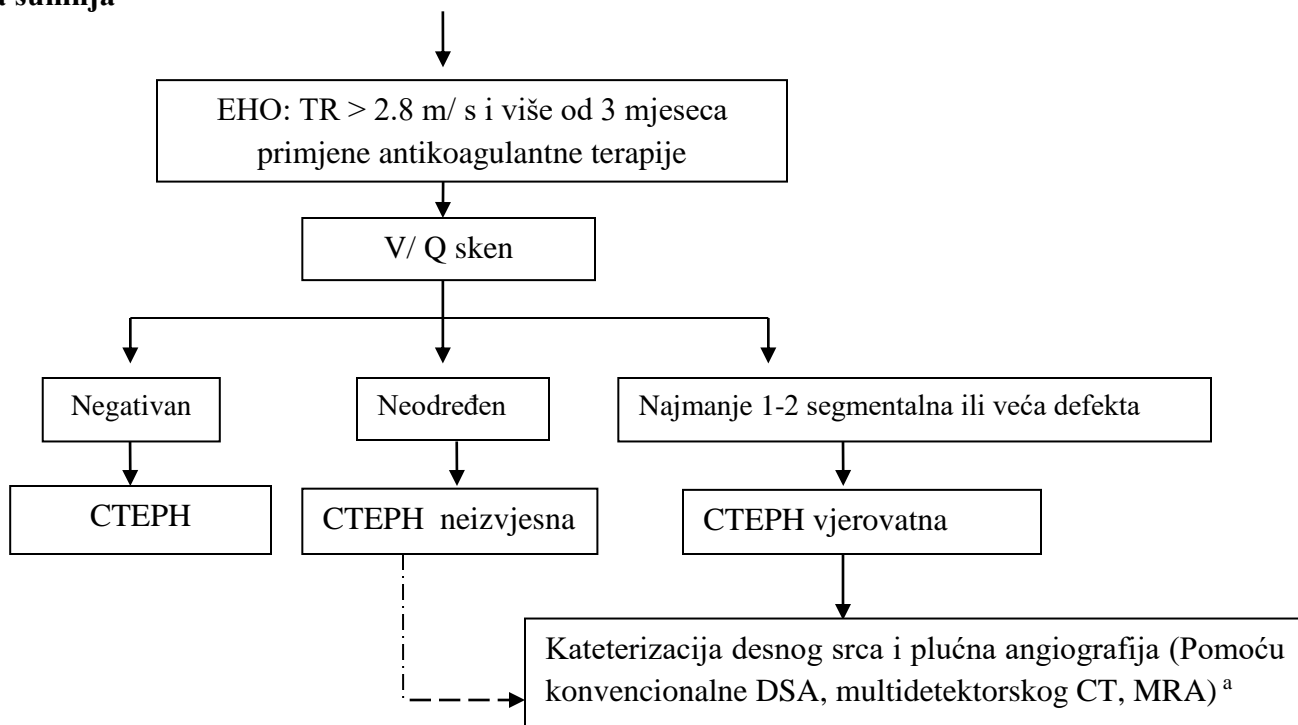 EHO: TR > 2.8 m/ s i više od 3 mjeseca
primjene antikoagulantne terapije
V/ Q sken
Negativan
Neodređen
Najmanje 1-2 segmentalna ili veća defekta
CTEPH
CTEPH neizvjesna
CTEPH vjerovatna
Kateterizacija desnog srca i plućna angiografija (Pomoću
konvencionalne DSA, multidetektorskog CT, MRA) a